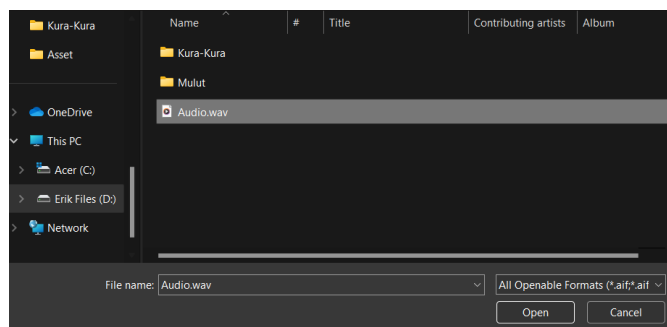 Kura-Kura
Asset
OneDrive
This PC
Acer (C:)
Erik Files (D:)
Network
Name # Title Contributing artists Album
Kura-Kura
Mulut
Audio.wav
File name: Audio.wav All Openable Formats (*.aif;*.aif
Open Cancel